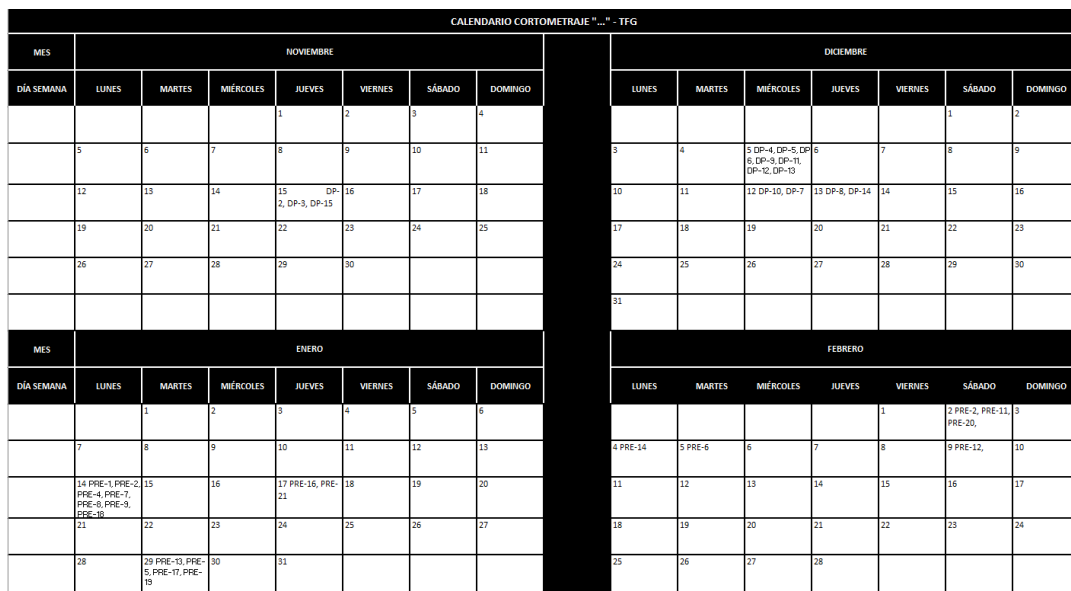 CALENDARIO CORTOMETRAJE "..." - TFG
MES NOVIEMBRE DICIEMBRE
DÍA SEMANA LUNES MARTES MIÉRCOLES JUEVES VIERNES SÁBADO DOMINGO LUNES MARTES MIÉRCOLES JUEVES VIERNES SÁBADO DOMINGO
1 2 3 4 1 2
5 6 7 8 9 10 11 3 4 5 DP-4, DP-5, DP 6 7 8 9
6, DP-9, DP-11,
DP-12, DP-13
12 13 14 15 DP- 16 17 18 10 11 12 DP-10, DP-7 13 DP-8, DP-14 14 15 16
2, DP-3, DP-15
19 20 21 22 23 24 25 17 18 19 20 21 22 23
26 27 28 29 30 24 25 26 27 28 29 30
31
MES ENERO FEBRERO
DÍA SEMANA LUNES MARTES MIÉRCOLES JUEVES VIERNES SÁBADO DOMINGO LUNES MARTES MIÉRCOLES JUEVES VIERNES SÁBADO DOMINGO
1 2 3 4 5 6 1 2 PRE-2, PRE-11, 3
PRE-20,
7 8 9 10 11 12 13 4 PRE-14 5 PRE-6 6 7 8 9 PRE-12, 10
14 PRE-1, PRE-2, 15 16 17 PRE-16, PRE- 18 19 20 11 12 13 14 15 16 17
PRE-4, PRE-7, 21
PRE-8, PRE-9,
PRE-18
21 22 23 24 25 26 27 18 19 20 21 22 23 24
28 29 PRE-13, PRE- 30 31 25 26 27 28
5, PRE-17, PRE-
19